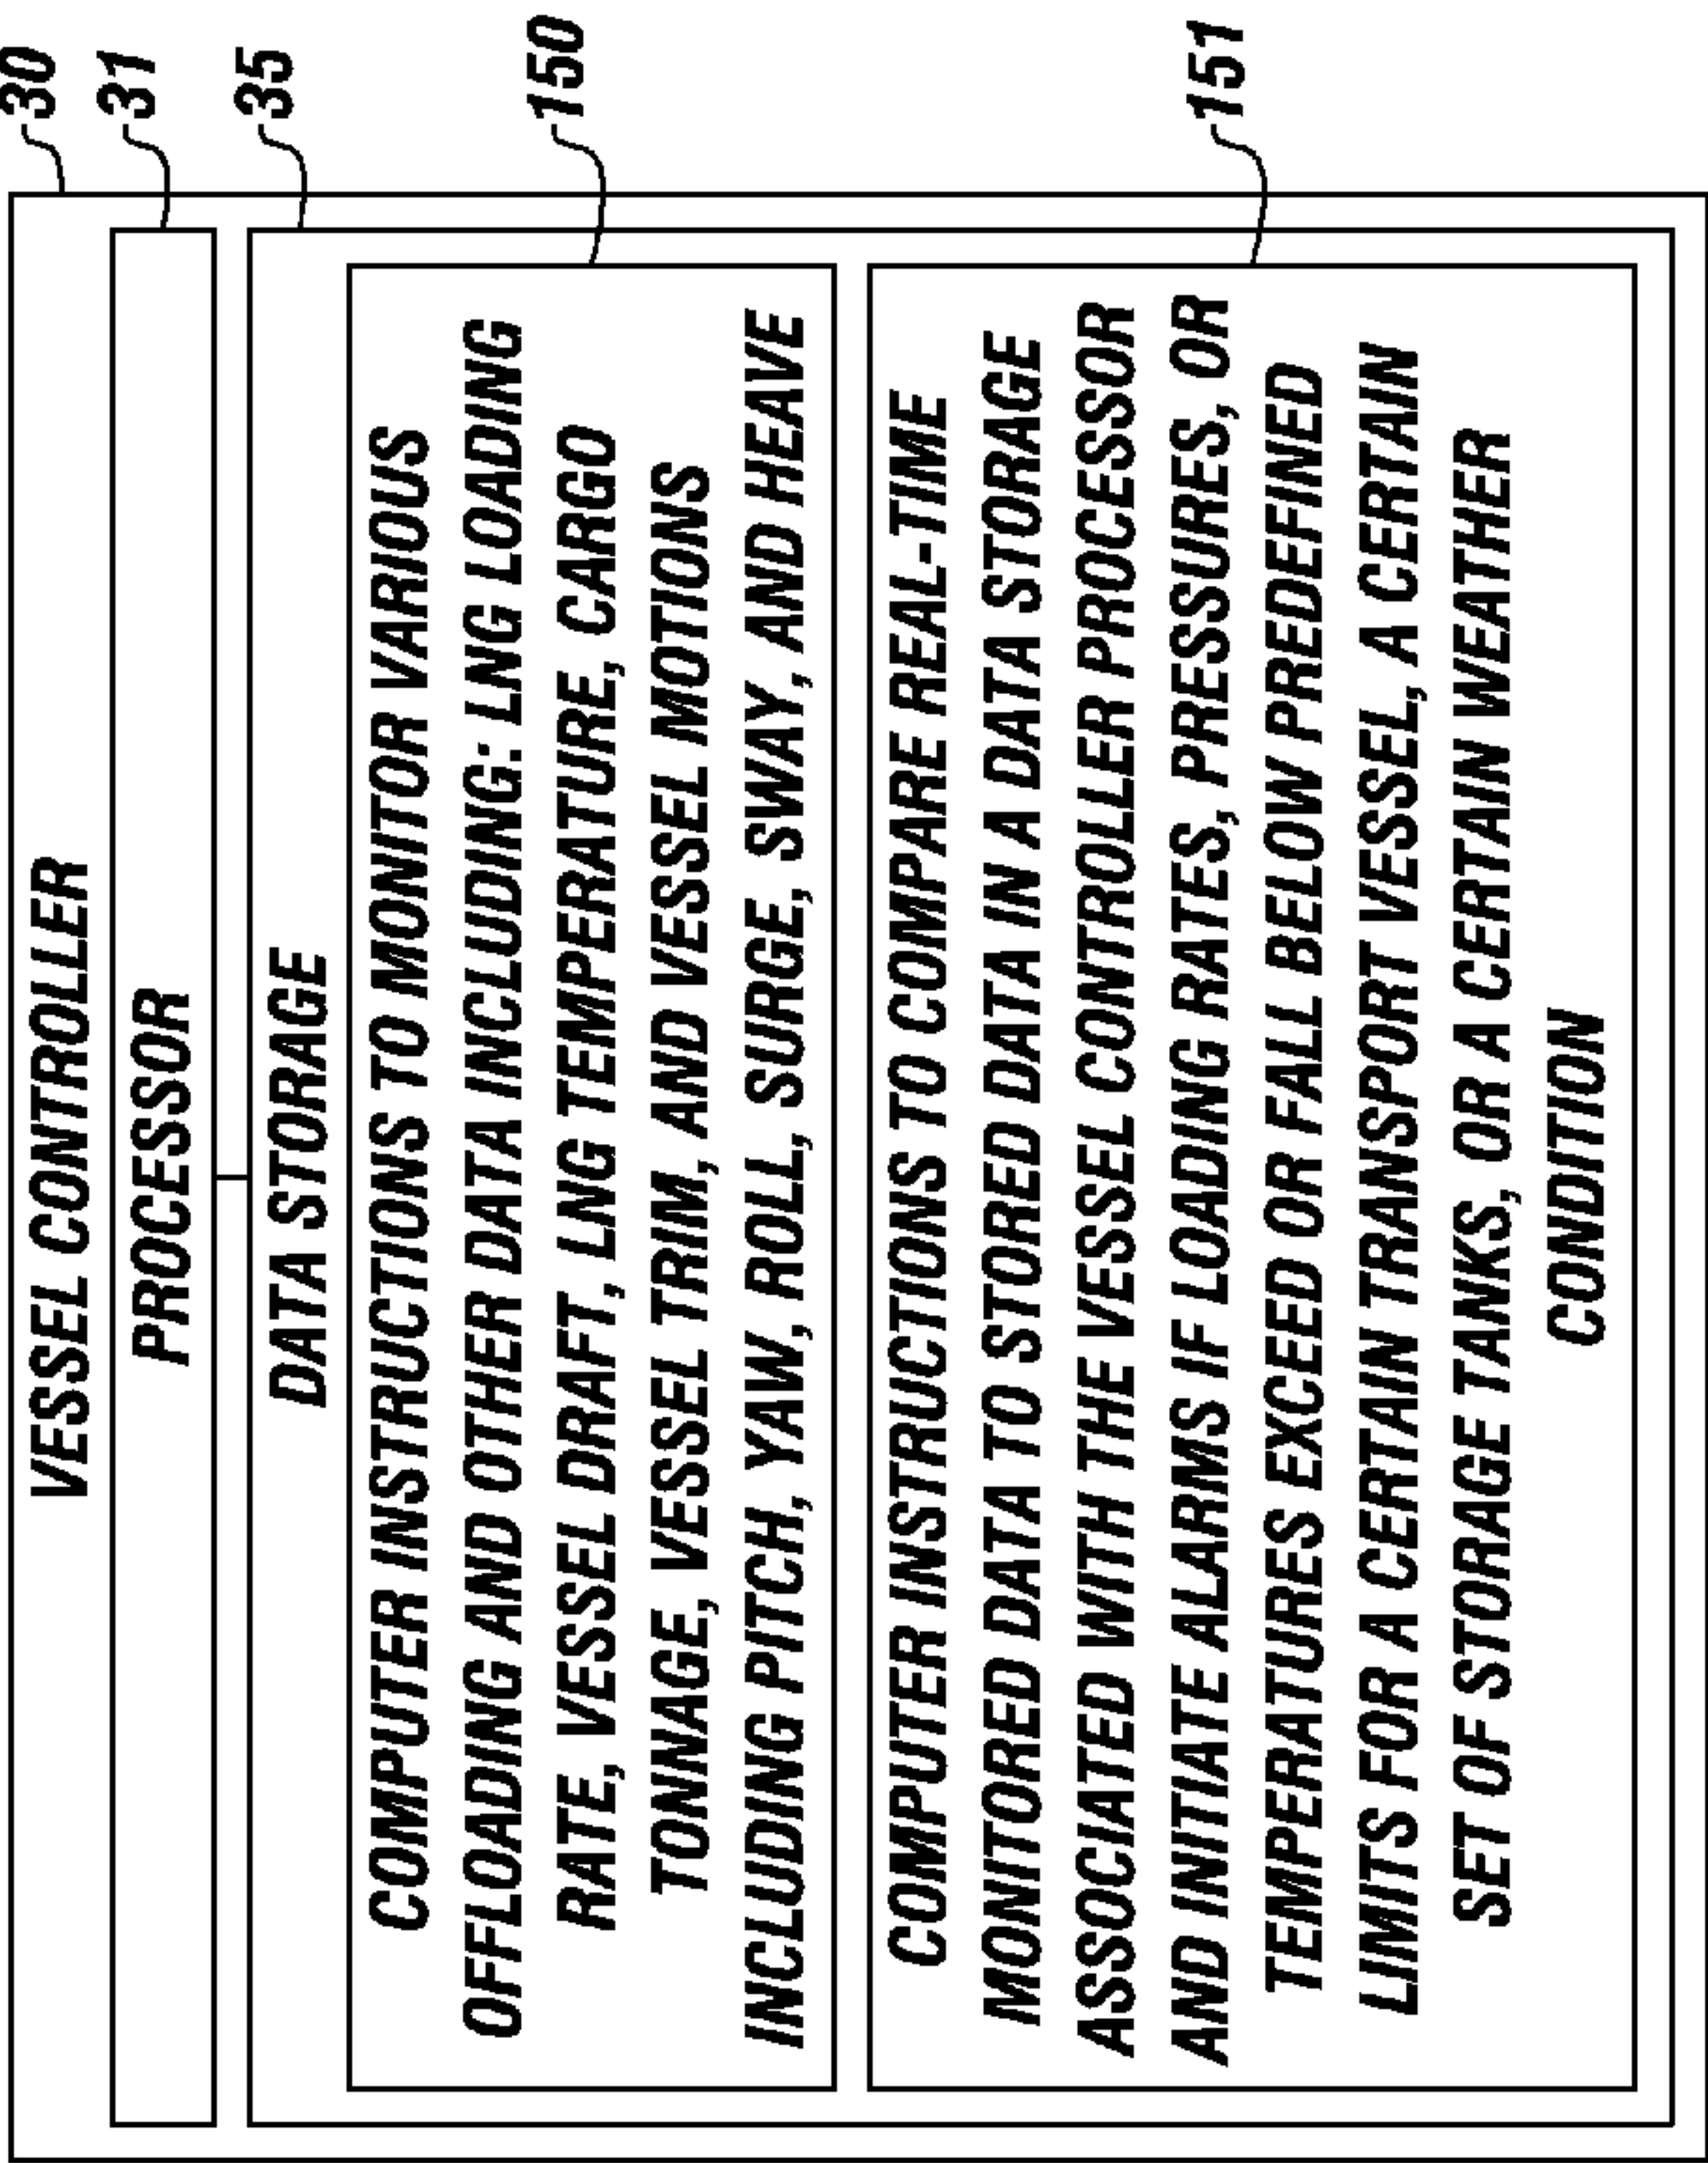 VESSEL CONTROLLER
30
PROCESSOR
31
DATA STORAGE
35
COMPUTER INSTRUCTIONS TO MONITOR VARIOUS
OFFLOADING AND OTHER DATA INCLUDING: LNG LOADING
RATE, VESSEL DRAFT, LNG TEMPERATURE, CARGO
TONNAGE, VESSEL TRIM, AND VESSEL MOTIONS
INCLUDING PITCH, YAW, ROLL, SURGE, SWAY, AND HEAVE
150
COMPUTER INSTRUCTIONS TO COMPARE REAL-TIME
MONITORED DATA TO STORED DATA IN A DATA STORAGE
ASSOCIATED WITH THE VESSEL CONTROLLER PROCESSOR
AND INITIATE ALARMS IF LOADING RATES, PRESSURES, OR
TEMPERATURES EXCEED OR FALL BELOW PREDEFINED
LIMITS FOR A CERTAIN TRANSPORT VESSEL, A CERTAIN
SET OF STORAGE TANKS, OR A CERTAIN WEATHER
CONDITION
151